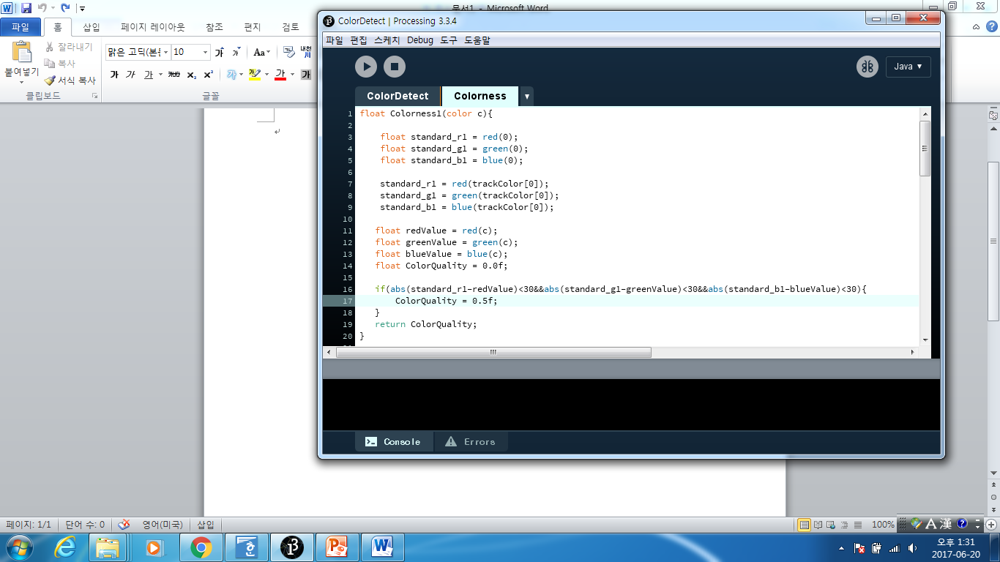 문서1 - Microsoft Word
파일 홈 삽입 페이지 레이아웃 참조 편지 검토
붙여넣기
잘라내기
복사
서식 복사
클립보드
맑은 고딕(본문 10 가 가 Aa 내천 川
가 가 가 가바 x₂ x² 가 가 가 가
글꼴
ColorDetect | Processing 3.3.4
파일 편집 스케치 Debug 도구 도움말
Java ▼
ColorDetect Colorness ▼
1 float Colorness1(color c){
2
3 float standard_r1 = red(0);
4 float standard_g1 = green(0);
5 float standard_b1 = blue(0);
6
7 standard_r1 = red(trackColor[0]);
8 standard_g1 = green(trackColor[0]);
9 standard_b1 = blue(trackColor[0]);
10
11 float redValue = red(c);
12 float greenValue = green(c);
13 float blueValue = blue(c);
14 float ColorQuality = 0.0f;
15
16 if(abs(standard_r1-redValue)<30&&abs(standard_g1-greenValue)<30&&abs(standard_b1-blueValue)<30){
17 ColorQuality = 0.5f;
18 }
19 return ColorQuality;
20 }
Console Errors
페이지: 1/1 단어 수: 0 영어(미국) 삽입 100% A 漢
오후 1:31
2017-06-20